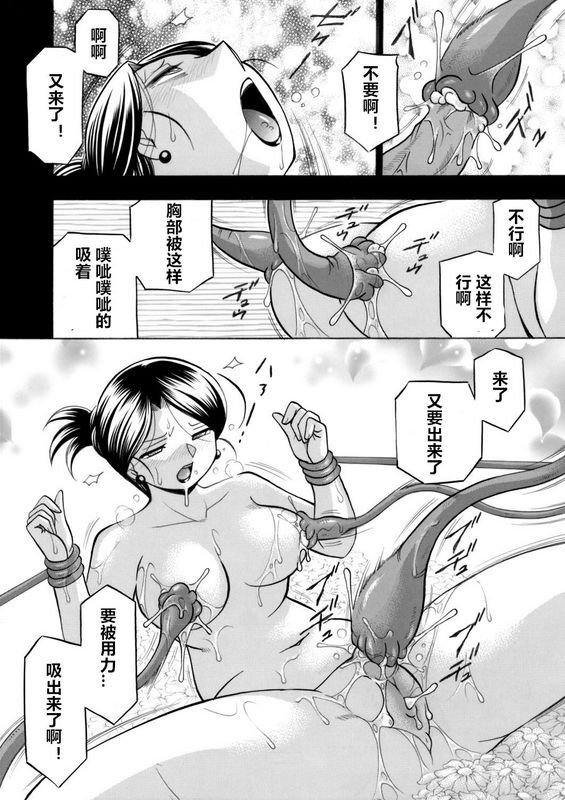 不要啊！
啊啊
又来了！
不行啊
这样不
行啊
胸部被这样
噗呲噗呲的
吸着
来了
又要出来了
要被用力…
吸出来了啊！